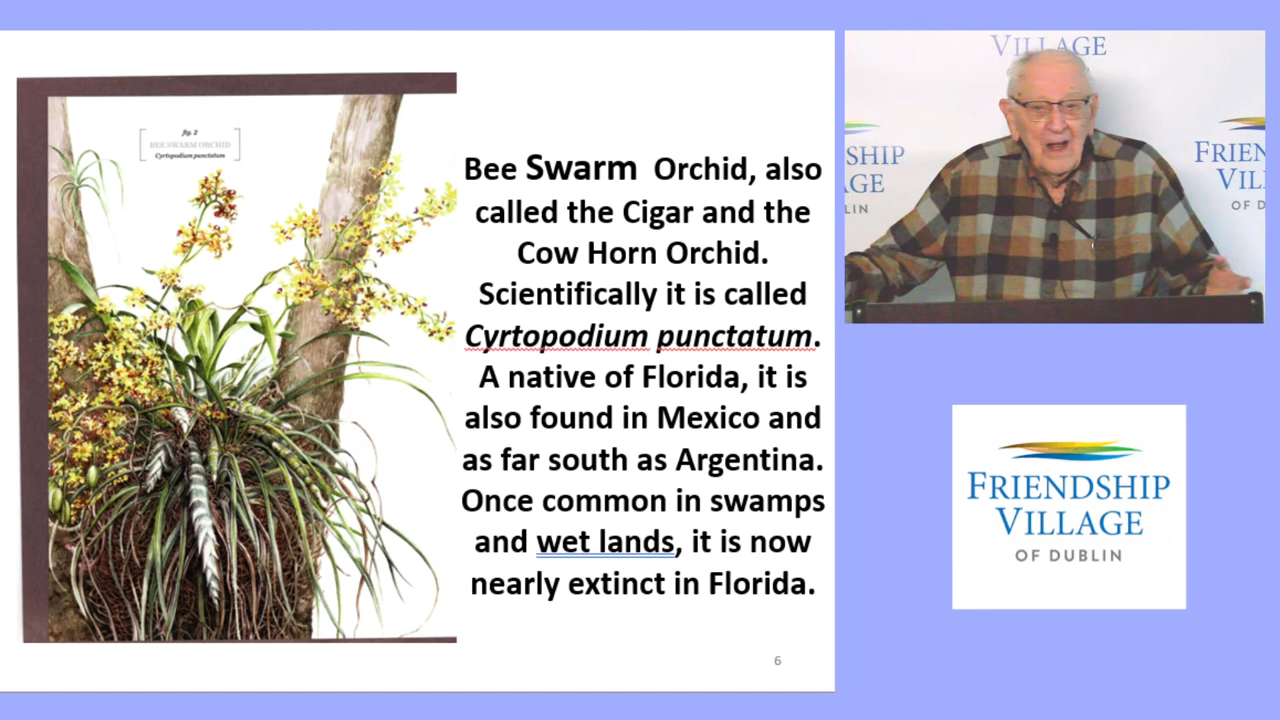 fig. 2
BEE SWARM ORCHID
Cyrtopodium punctatum
Bee Swarm Orchid, also
called the Cigar and the
Cow Horn Orchid.
Scientifically it is called
Cyrtopodium punctatum.
A native of Florida, it is
also found in Mexico and
as far south as Argentina.
Once common in swamps
and wet lands, it is now
nearly extinct in Florida.
6
VILLAGE
SHIP
AGE
LIN
FRIEN
VIL
OF D
FRIENDSHIP
VILLAGE
OF DUBLIN